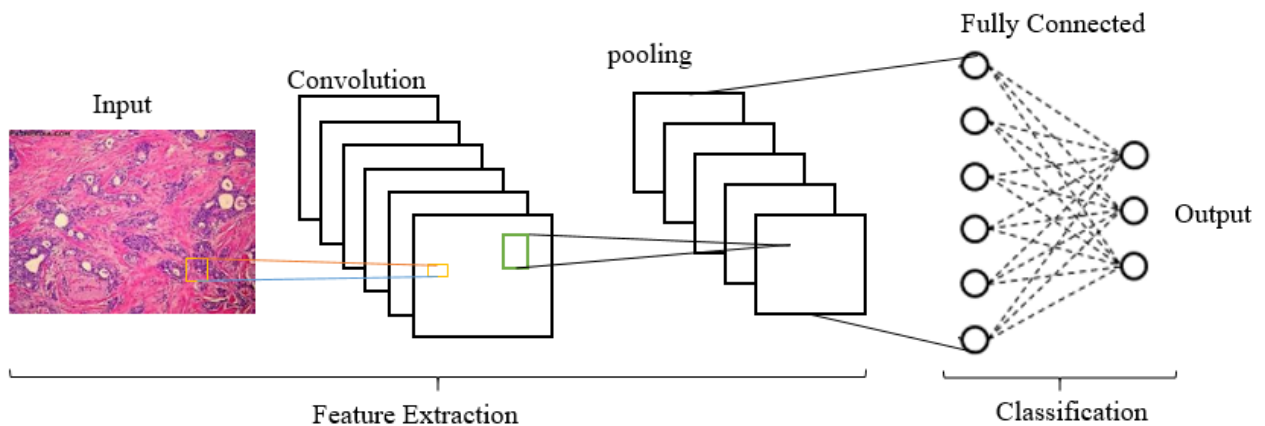 Fully Connected
pooling
Convolution
Input
Output
Feature Extraction
Classification